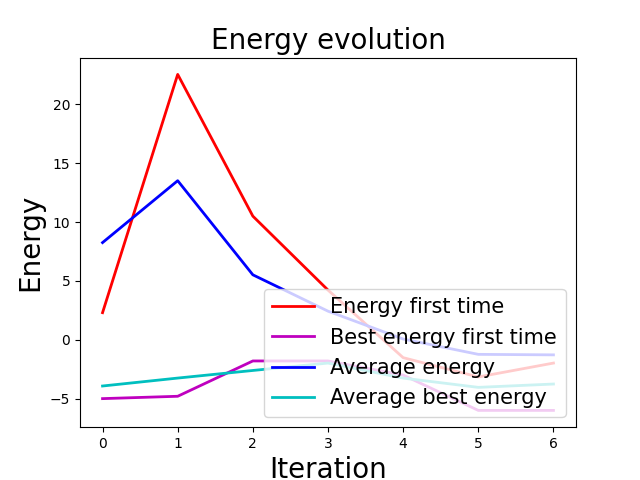 Energy evolution
Energy
20
15
10
5
0
−5
Energy first time
Best energy first time
Average energy
Average best energy
0 1 2 3 4 5 6
Iteration